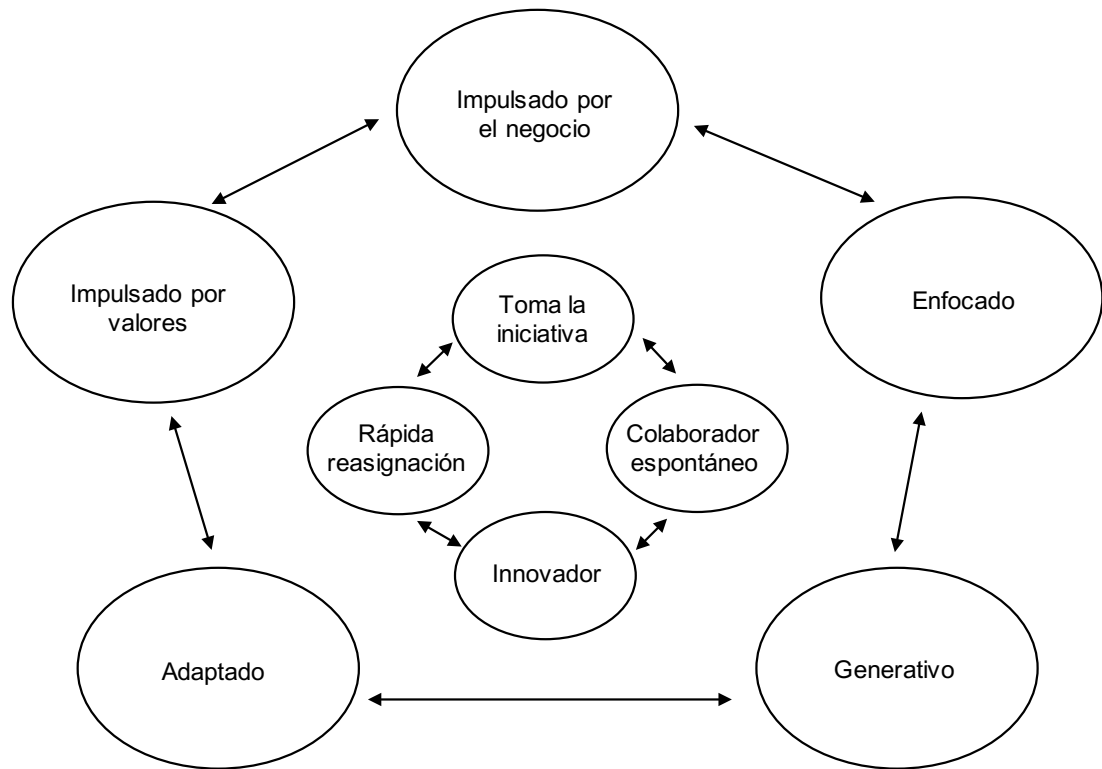 Impulsado por
el negocio
Impulsado por
valores
Enfocado
Toma la
iniciativa
Rápida
reasignación
Colaborador
espontáneo
Innovador
Adaptado
Generativo